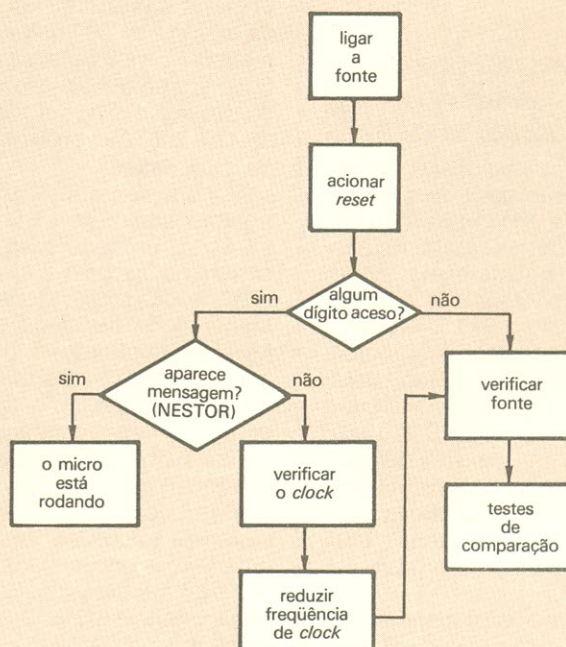 ligar
a
fonte
acionar
reset
algum
dígito aceso?
sim
não
aparece
mensagem?
(NESTOR)
sim
não
verificar
fonte
o micro
está
rodando
verificar
o clock
testes
de
comparação
reduzir
freqüência
de clock